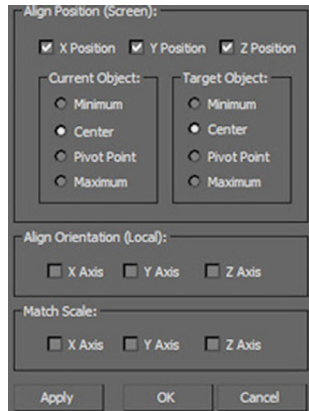 Align Position (Screen):
X Position Y Position Z Position
Current Object: Target Object:
Minimum Minimum
Center Center
Pivot Point Pivot Point
Maximum Maximum
Align Orientation (Local):
X Axis Y Axis Z Axis
Match Scale:
X Axis Y Axis Z Axis
Apply OK Cancel